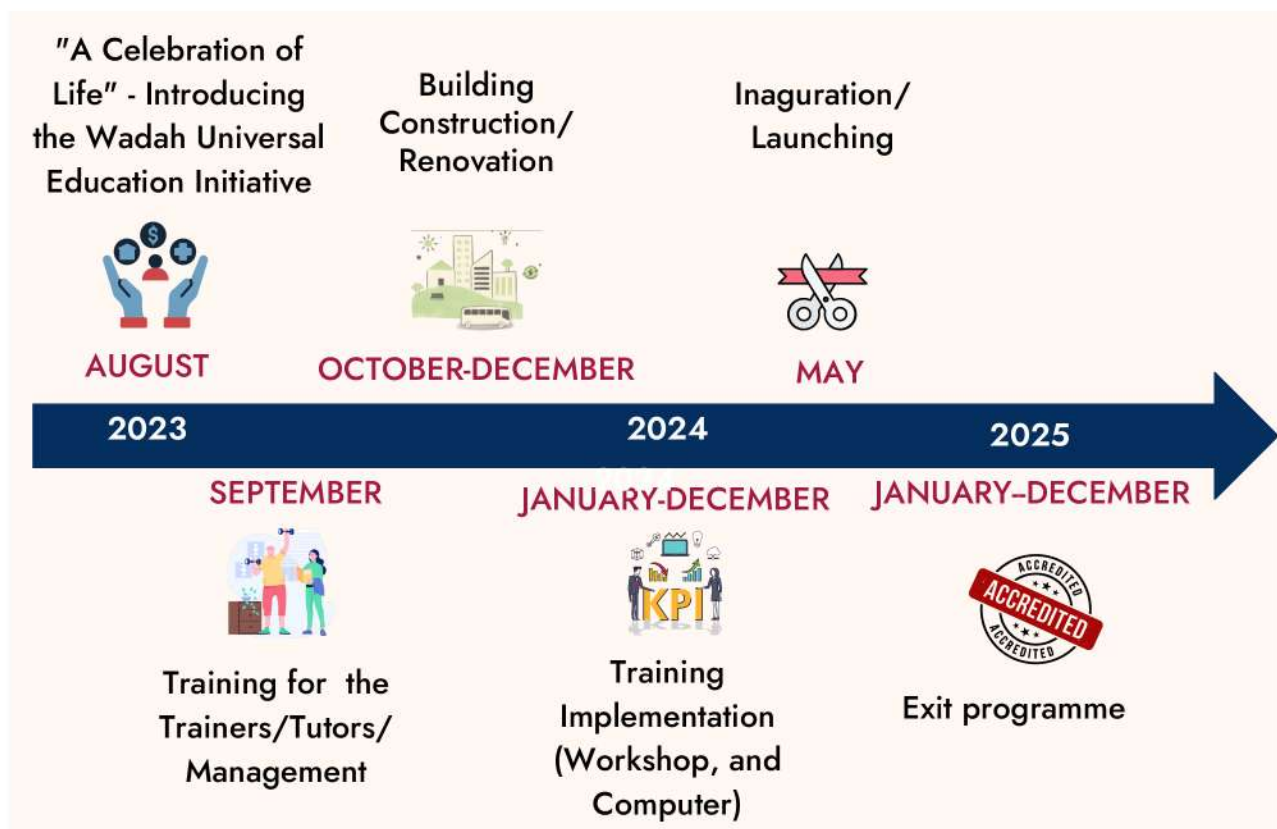 "A Celebration of
Life" - Introducing
the Wadah Universal
Education Initiative
Building
Construction/
Renovation
Inaguration/
Launching
AUGUST
OCTOBER-DECEMBER
MAY
2023
2024
2025
SEPTEMBER
JANUARY-DECEMBER
JANUARY–DECEMBER
KPI
ACCREDITED
ACCREDITED
ACCREDITED
Training for the
Trainers/Tutors/
Management
Training
Implementation
(Workshop, and
Computer)
Exit programme